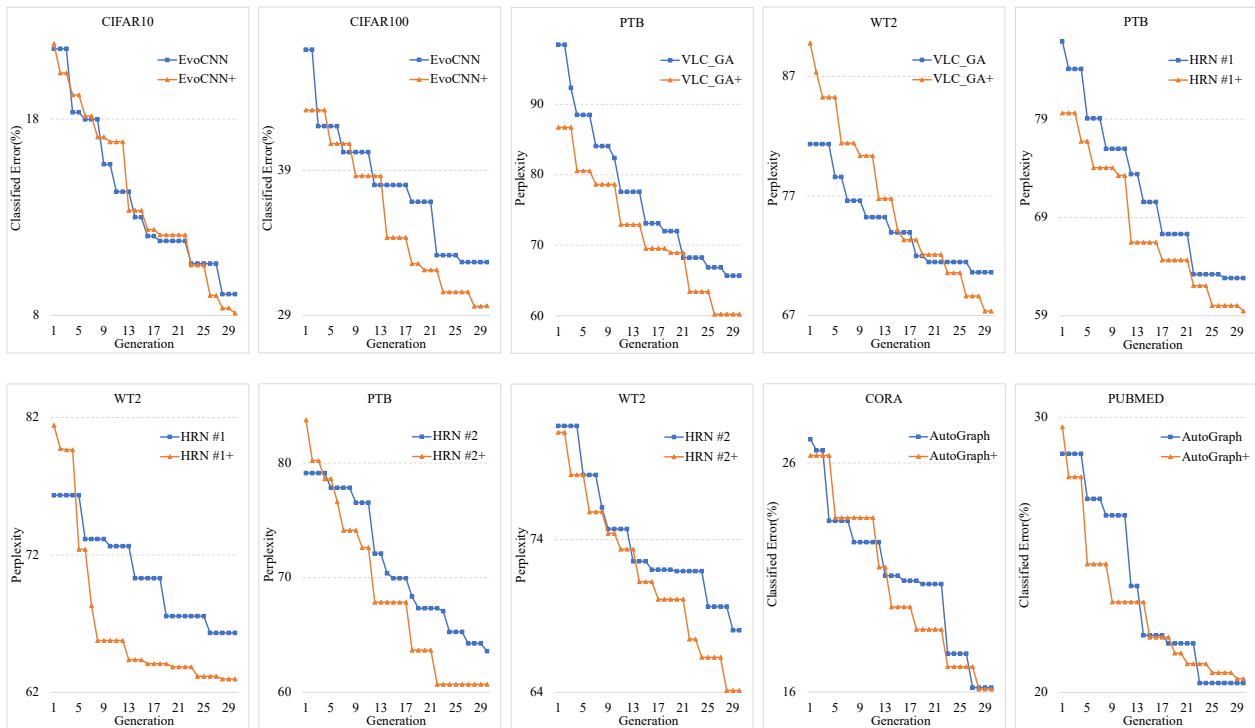 CIFAR10
EvoCNN
EvoCNN+
Classified Error(%)
18
8
1 5 9 13 17 21 25 29
Generation
CIFAR100
EvoCNN
EvoCNN+
Classified Error(%)
39
29
1 5 9 13 17 21 25 29
Generation
PTB
VLC_GA
VLC_GA+
Perplexity
90
80
70
60
1 5 9 13 17 21 25 29
Generation
WT2
VLC_GA
VLC_GA+
Perplexity
87
77
67
1 5 9 13 17 21 25 29
Generation
PTB
HRN #1
HRN #1+
Perplexity
79
69
59
1 5 9 13 17 21 25 29
Generation
WT2
HRN #1
HRN #1+
Perplexity
82
72
62
1 5 9 13 17 21 25 29
Generation
PTB
HRN #2
HRN #2+
Perplexity
80
70
60
1 5 9 13 17 21 25 29
Generation
WT2
HRN #2
HRN #2+
Perplexity
74
64
1 5 9 13 17 21 25 29
Generation
CORA
AutoGraph
AutoGraph+
Classified Error(%)
26
16
1 5 9 13 17 21 25 29
Generation
PUBMED
AutoGraph
AutoGraph+
Classified Error(%)
30
20
1 5 9 13 17 21 25 29
Generation